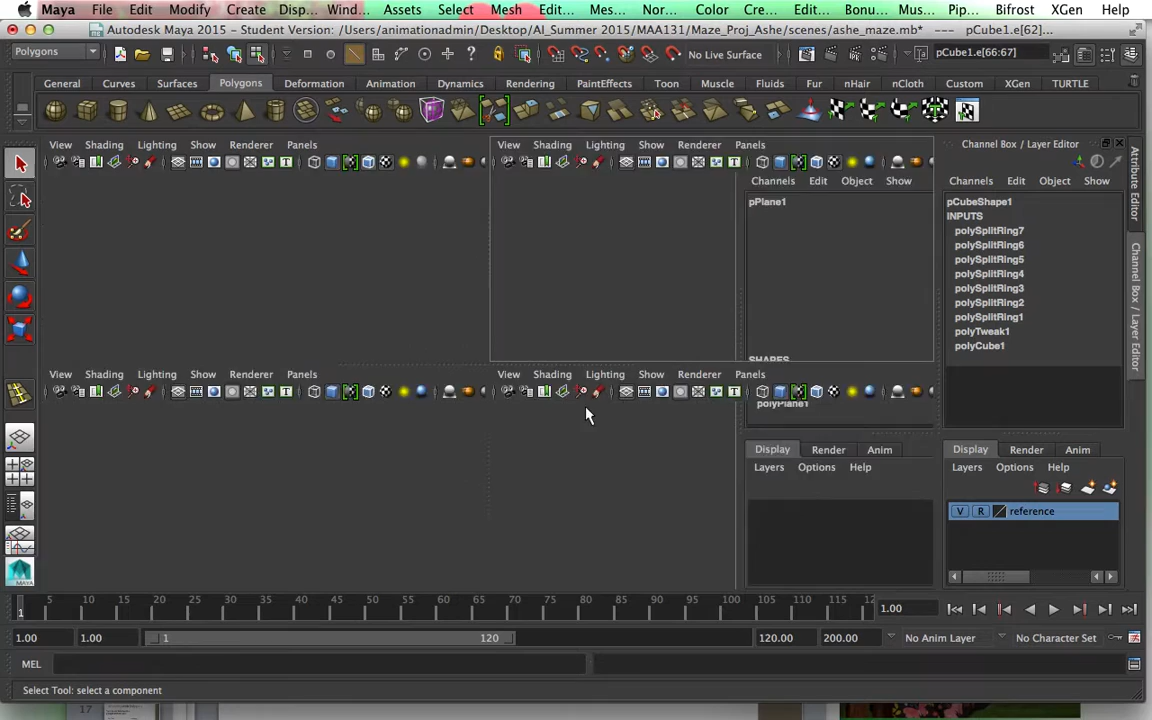 Maya File Edit Modify Create Disp... Wind... Assets Select Mesh Edit... Mes... Nor... Color Cre... Edit... Bonu... Mus... Pip... Bifrost XGen Help
Autodesk Maya 2015 - Student Version: /Users/animationadmin/Desktop/AI_Summer 2015/MAA131/Maze_Proj_Ashe/scenes/ashe_maze.mb* --- pCube1.e[62]...
Polygons No Live Surface pCube1.e[66:67]
General Curves Surfaces Polygons Deformation Animation Dynamics Rendering PaintEffects Toon Muscle Fluids Fur nHair nCloth Custom XGen TURTLE
View Shading Lighting Show Renderer Panels View Shading Lighting Show Renderer Panels Channel Box / Layer Editor
Channels Edit Object Show Channels Edit Object Show
pPlane1 pCubeShape1
INPUTS
polySplitRing7
polySplitRing6
polySplitRing5
polySplitRing4
polySplitRing3
polySplitRing2
polySplitRing1
polyTweak1
polyCube1
SHAPES
View Shading Lighting Show Renderer Panels View Shading Lighting Show Renderer Panels
polyPlane1
Display Render Anim Display Render Anim
Layers Options Help Layers Options Help
V R reference
Attribute Editor
Channel Box / Layer Editor
1 5 10 15 20 25 30 35 40 45 50 55 60 65 70 75 80 85 90 95 100 105 110 115 12 1.00
1.00 1.00 1 120 120.00 200.00 No Anim Layer No Character Set
MEL
Select Tool: select a component
17